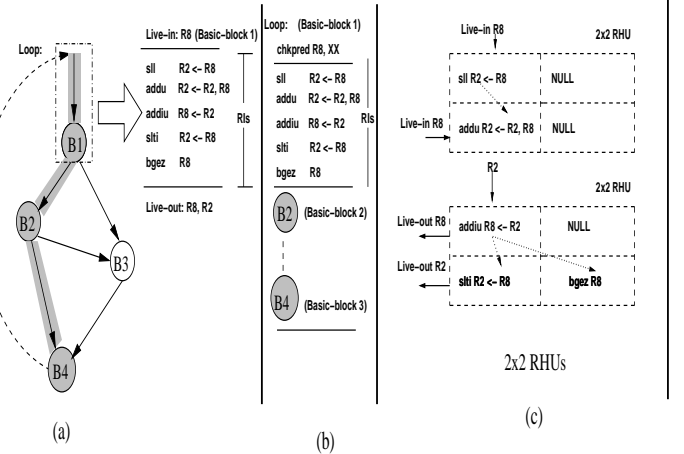 Loop:
B1
B2
B3
B4
Live-in: R8 (Basic-block 1)
sll R2 <- R8
addu R2 <- R2, R8
addiu R8 <- R2
slti R2 <- R8
bgez R8
RIs
Live-out: R8, R2
(a)
Loop: (Basic-block 1)
chkpred R8, XX
sll R2 <- R8
addu R2 <- R2, R8
addiu R8 <- R2
slti R2 <- R8
bgez R8
RIs
B2 (Basic-block 2)
B4 (Basic-block 3)
(b)
Live-in R8
2x2 RHU
sll R2 <- R8 NULL
Live-in R8
addu R2 <- R2, R8 NULL
R2
2x2 RHU
Live-out R8
addiu R8 <- R2 NULL
Live-out R2
slti R2 <- R8 bgez R8
2x2 RHUs
(c)